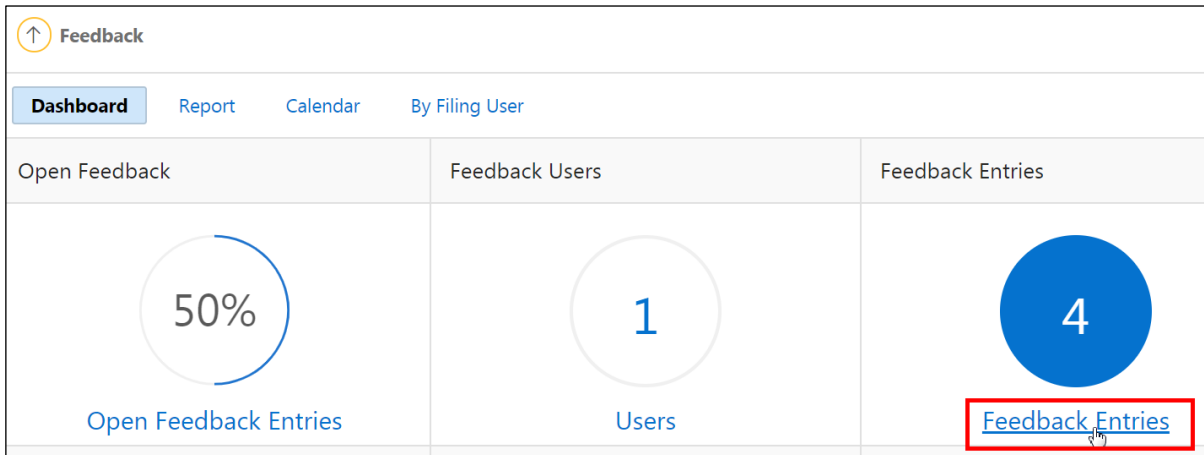 Feedback
Dashboard Report Calendar By Filing User
Open Feedback Feedback Users Feedback Entries
50% 1 4
Open Feedback Entries Users Feedback Entries